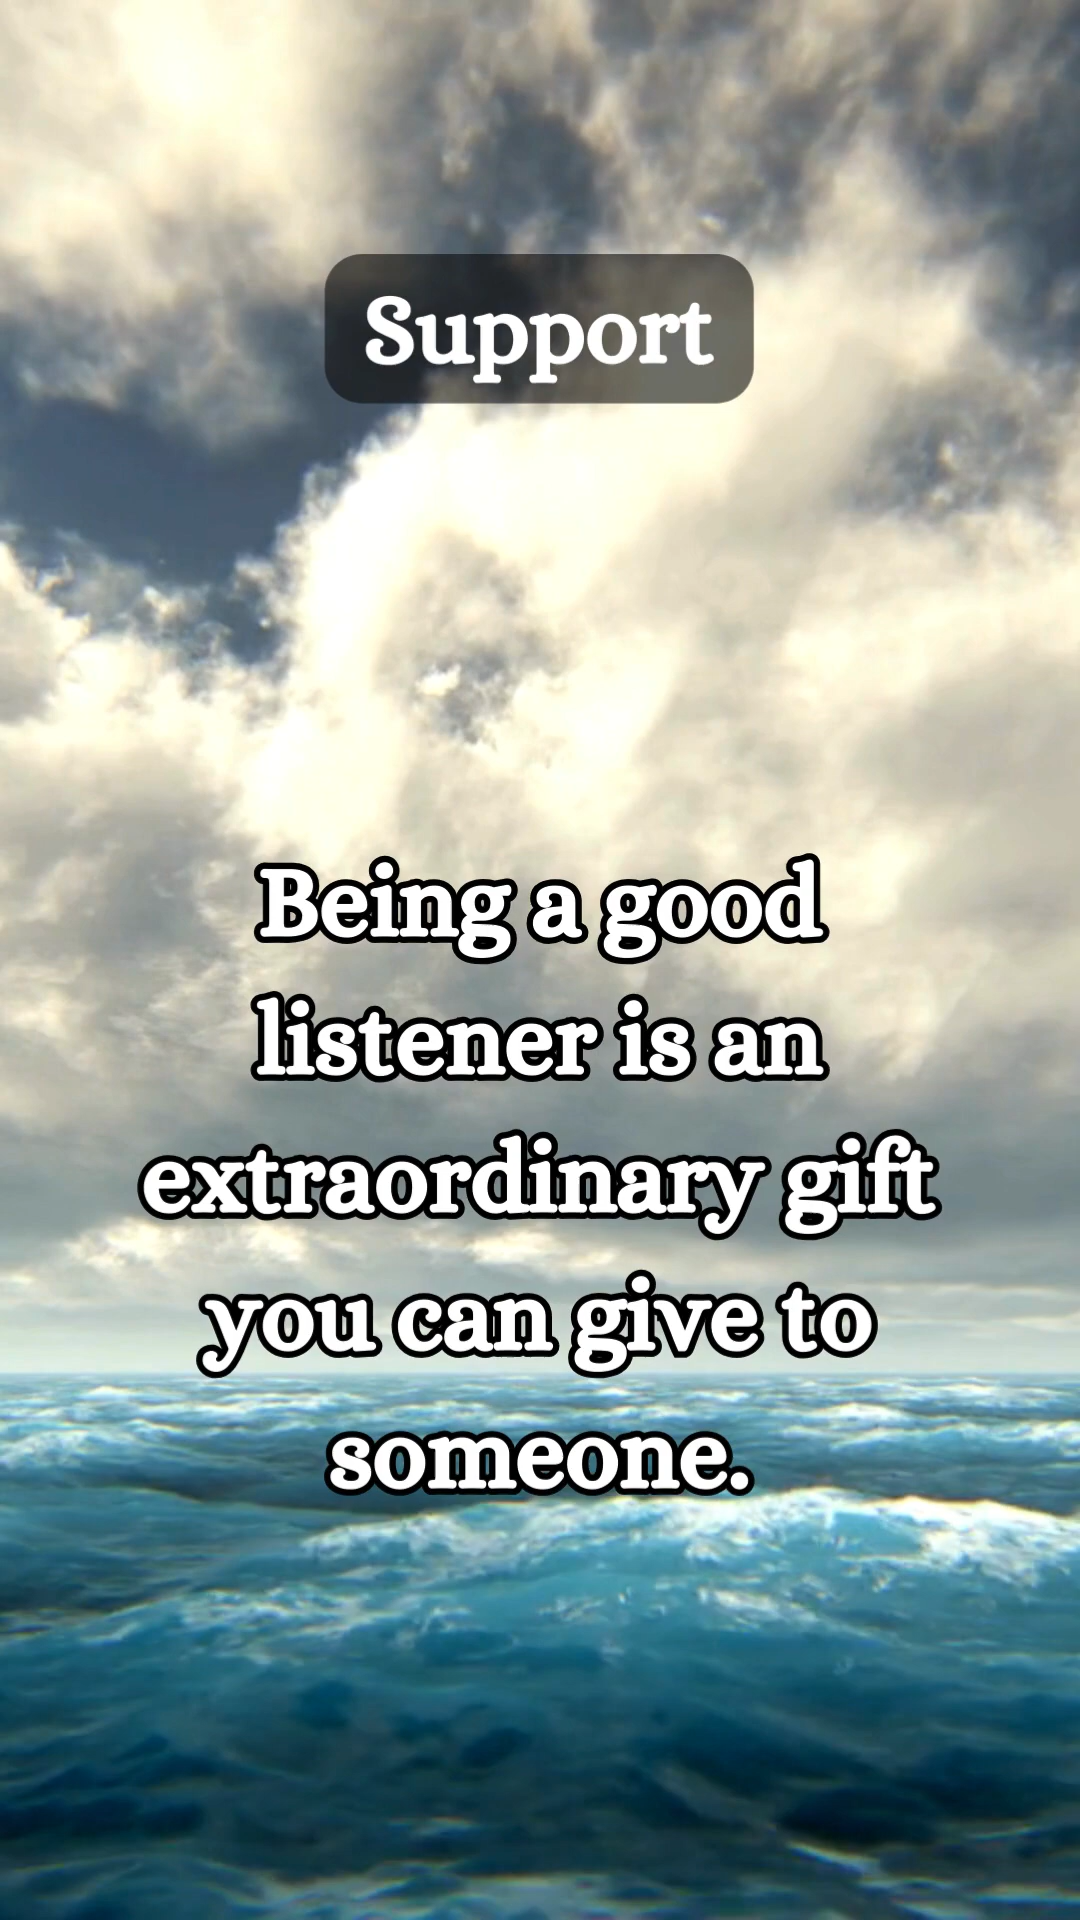 Support
Being a good
listener is an
extraordinary gift
you can give to
someone.